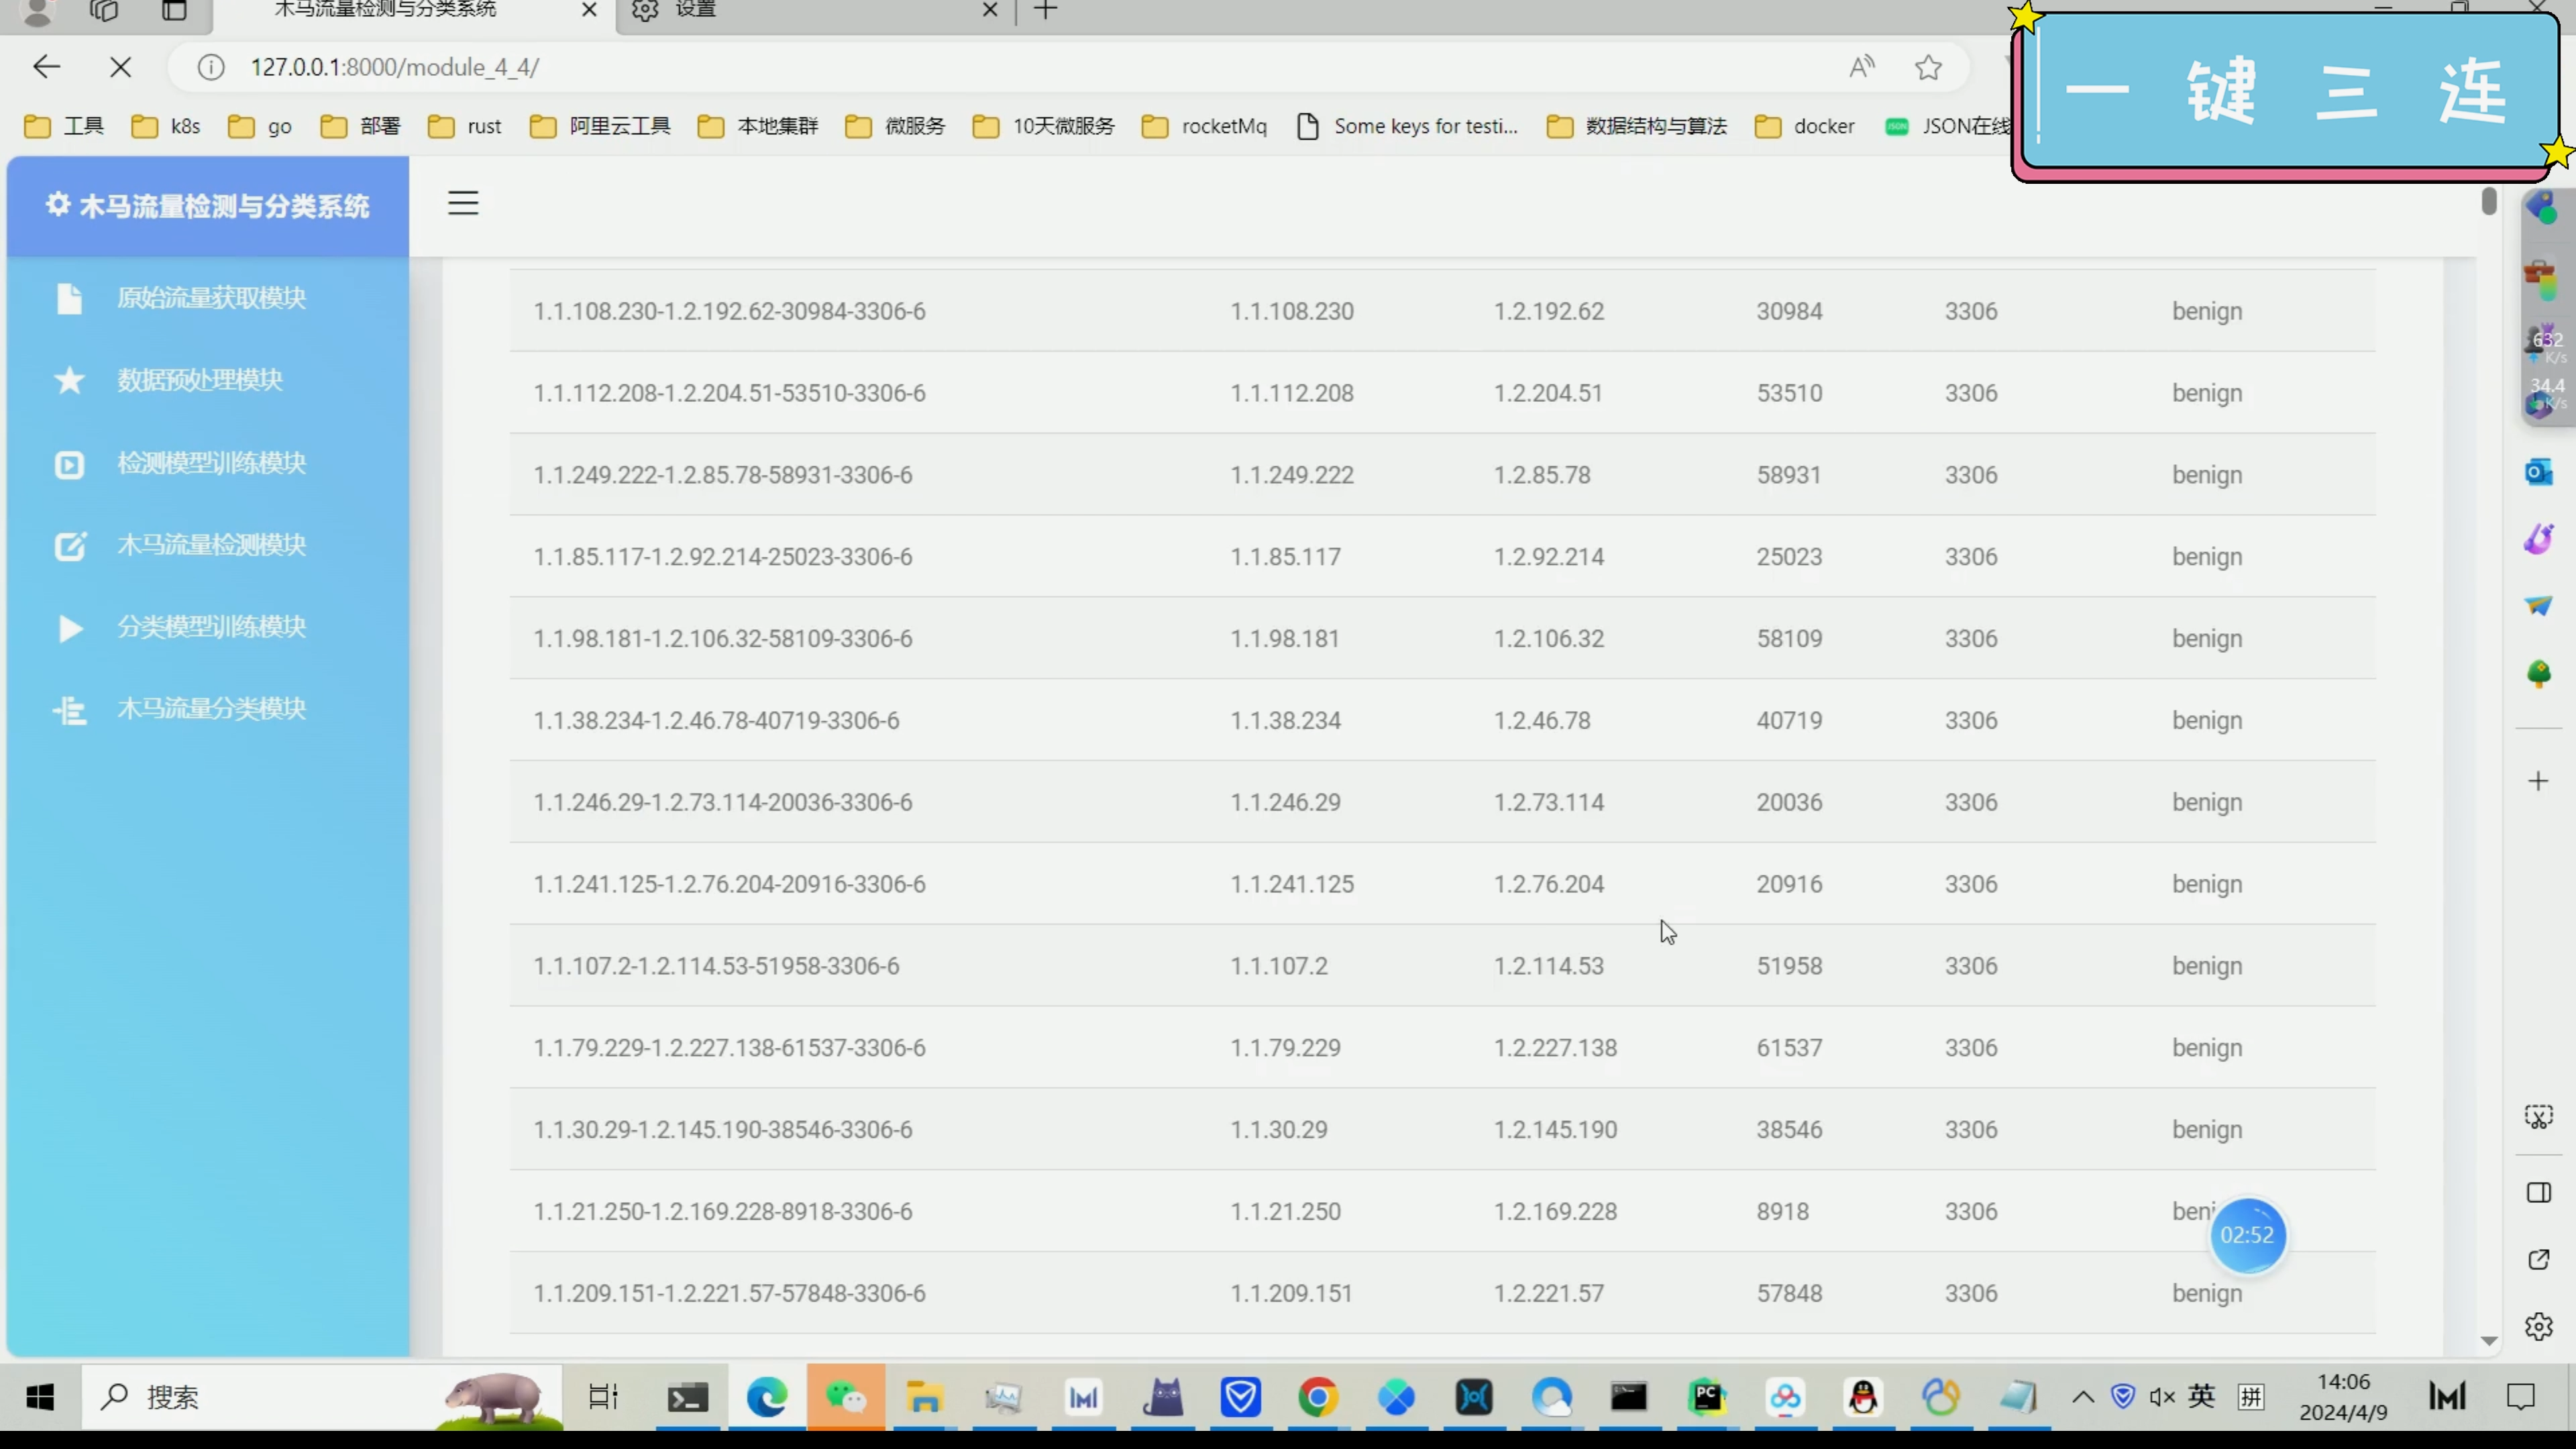 木马流量检测与分类系统
设置
127.0.0.1:8000/module_4_4/
一键三连
工具 k8s go 部署 rust 阿里云工具 本地集群 微服务 10天微服务 rocketMq Some keys for testi... 数据结构与算法 docker JSON在线
木马流量检测与分类系统
原始流量获取模块
数据预处理模块
检测模型训练模块
木马流量检测模块
分类模型训练模块
木马流量分类模块
1.1.108.230-1.2.192.62-30984-3306-6 1.1.108.230 1.2.192.62 30984 3306 benign
1.1.112.208-1.2.204.51-53510-3306-6 1.1.112.208 1.2.204.51 53510 3306 benign
1.1.249.222-1.2.85.78-58931-3306-6 1.1.249.222 1.2.85.78 58931 3306 benign
1.1.85.117-1.2.92.214-25023-3306-6 1.1.85.117 1.2.92.214 25023 3306 benign
1.1.98.181-1.2.106.32-58109-3306-6 1.1.98.181 1.2.106.32 58109 3306 benign
1.1.38.234-1.2.46.78-40719-3306-6 1.1.38.234 1.2.46.78 40719 3306 benign
1.1.246.29-1.2.73.114-20036-3306-6 1.1.246.29 1.2.73.114 20036 3306 benign
1.1.241.125-1.2.76.204-20916-3306-6 1.1.241.125 1.2.76.204 20916 3306 benign
1.1.107.2-1.2.114.53-51958-3306-6 1.1.107.2 1.2.114.53 51958 3306 benign
1.1.79.229-1.2.227.138-61537-3306-6 1.1.79.229 1.2.227.138 61537 3306 benign
1.1.30.29-1.2.145.190-38546-3306-6 1.1.30.29 1.2.145.190 38546 3306 benign
1.1.21.250-1.2.169.228-8918-3306-6 1.1.21.250 1.2.169.228 8918 3306 beni
1.1.209.151-1.2.221.57-57848-3306-6 1.1.209.151 1.2.221.57 57848 3306 benign
02:52
632
K/s
34.4
K/s
搜索
英
拼
14:06
2024/4/9